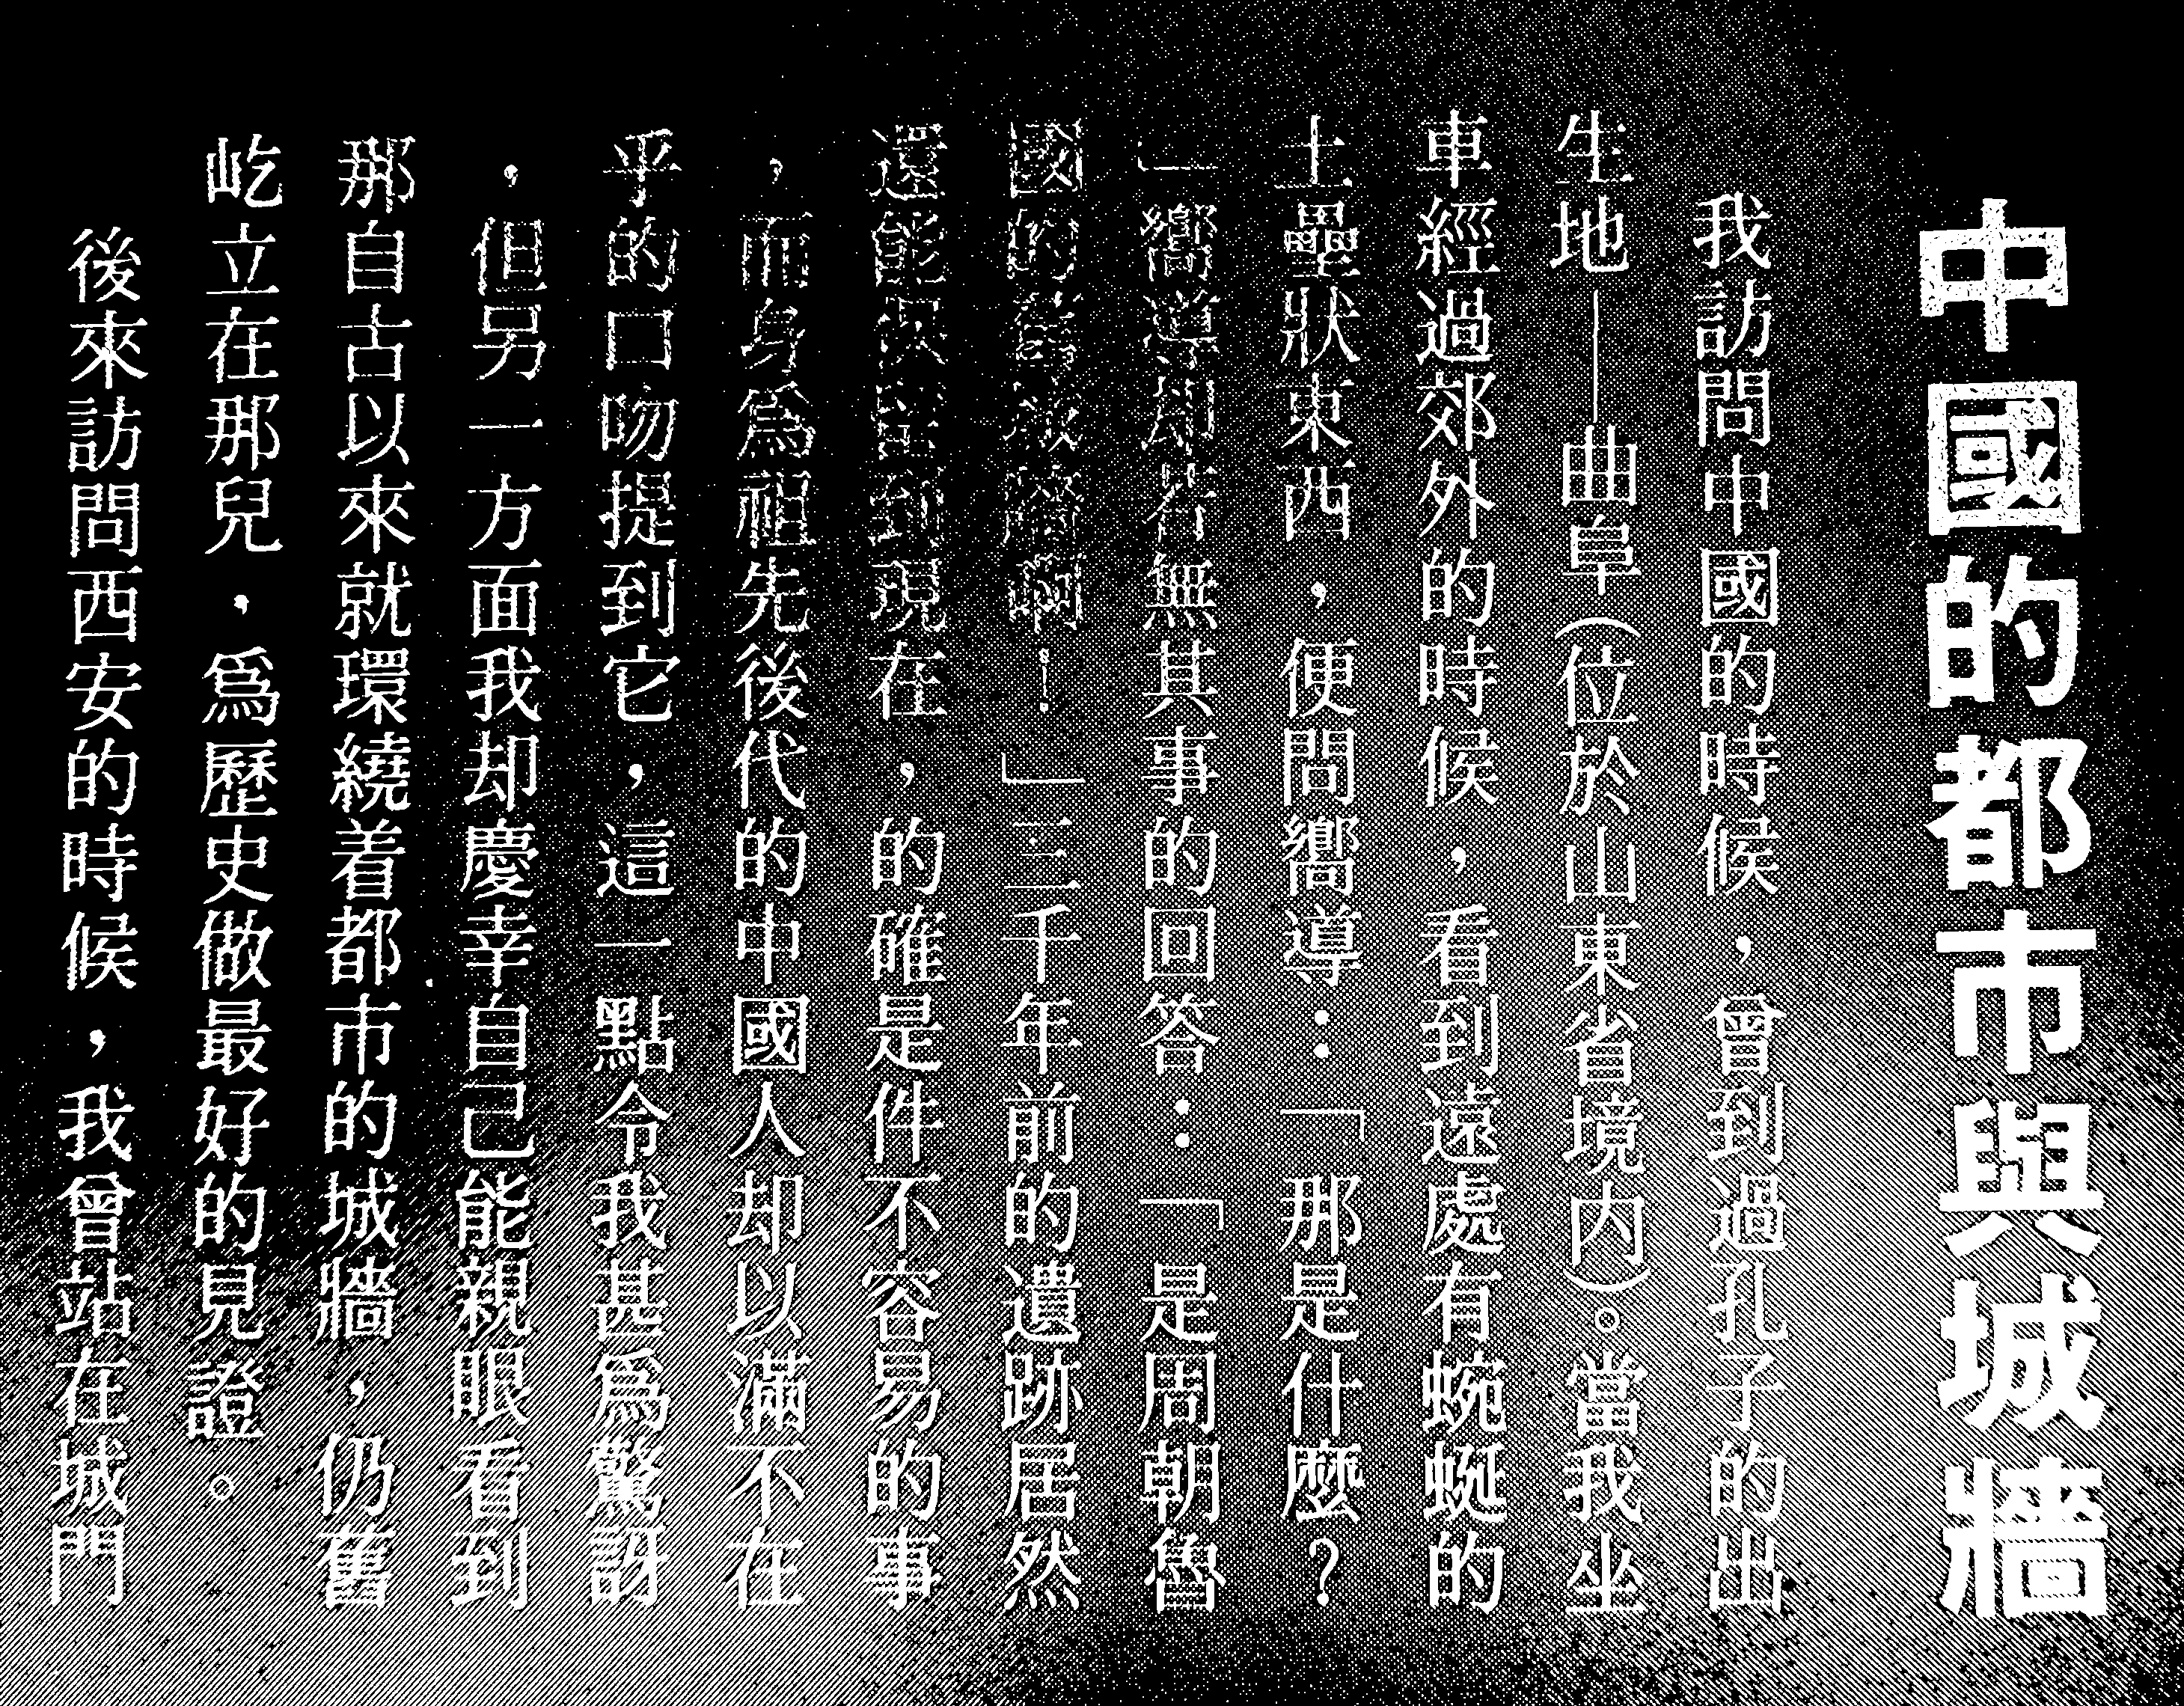 中國的都市與城牆
我訪問中國的時候，曾到過孔子的出
生地——曲阜（位於山東省境內）。當我坐
車經過郊外的時候，看到遠處有蜿蜒的
土壘狀東西，便問嚮導：「那是什麼？
」嚮導却若無其事的回答：「是周朝魯
國的舊城牆啊！」三千年前的遺跡居然
還能保留到現在，的確是件不容易的事
，而身為祖先後代的中國人却以滿不在
乎的口吻提到它，這一點令我甚為驚訝
，但另一方面我却慶幸自己能親眼看到
那自古以來就環繞着都市的城牆，仍舊
屹立在那兒，為歷史做最好的見證。
後來訪問西安的時候，我曾站在城門